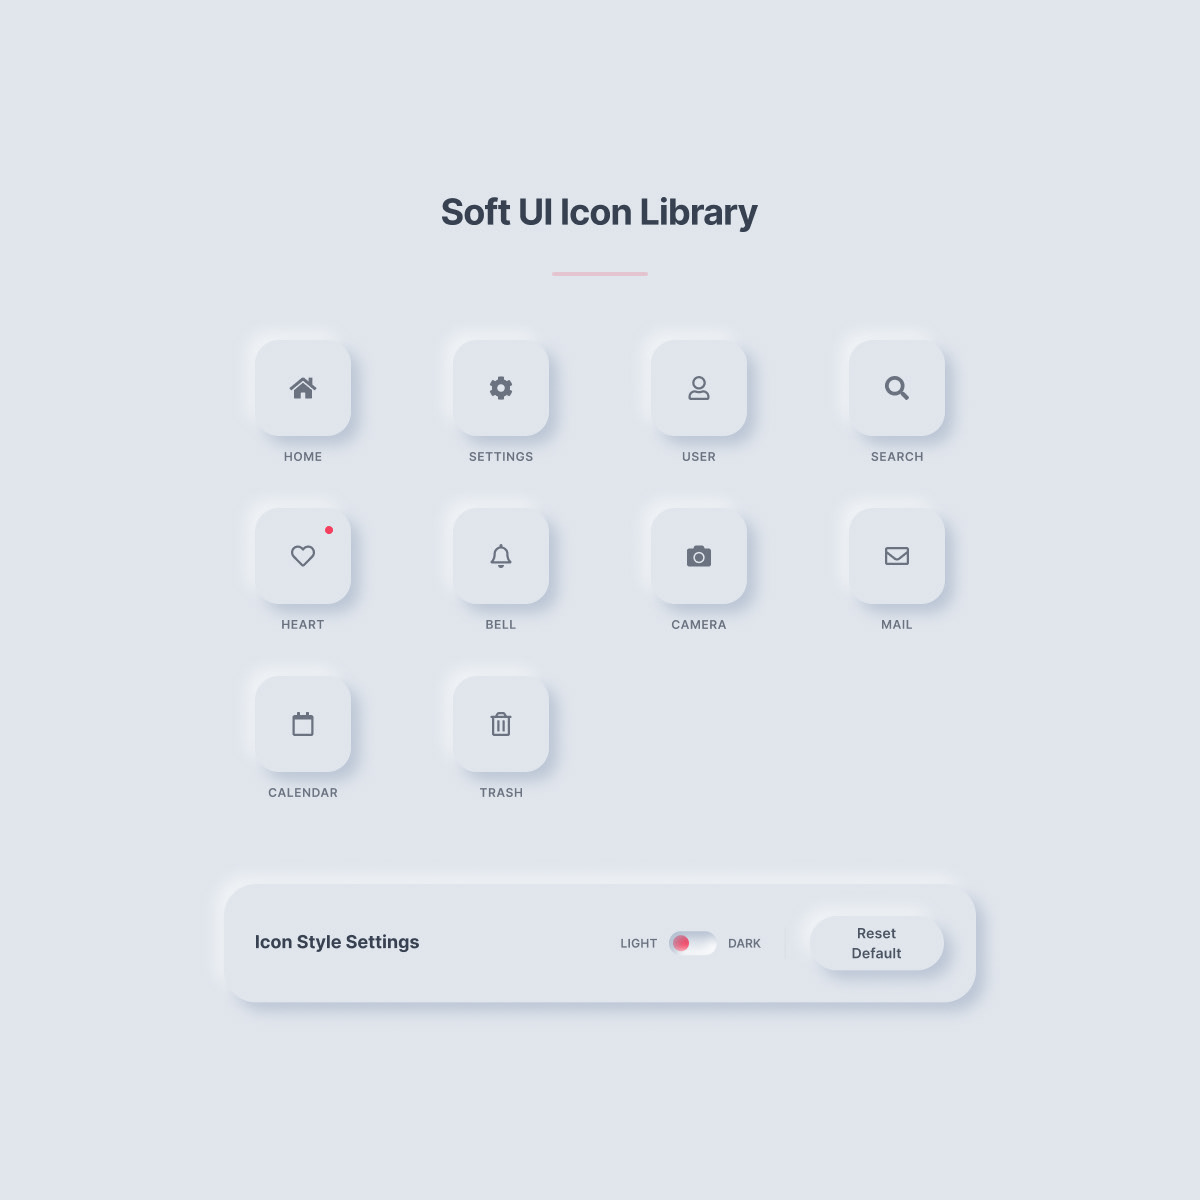 Soft UI Icon Library
HOME
SETTINGS
USER
SEARCH
HEART
BELL
CAMERA
MAIL
CALENDAR
TRASH
Icon Style Settings
LIGHT
DARK
Reset
Default